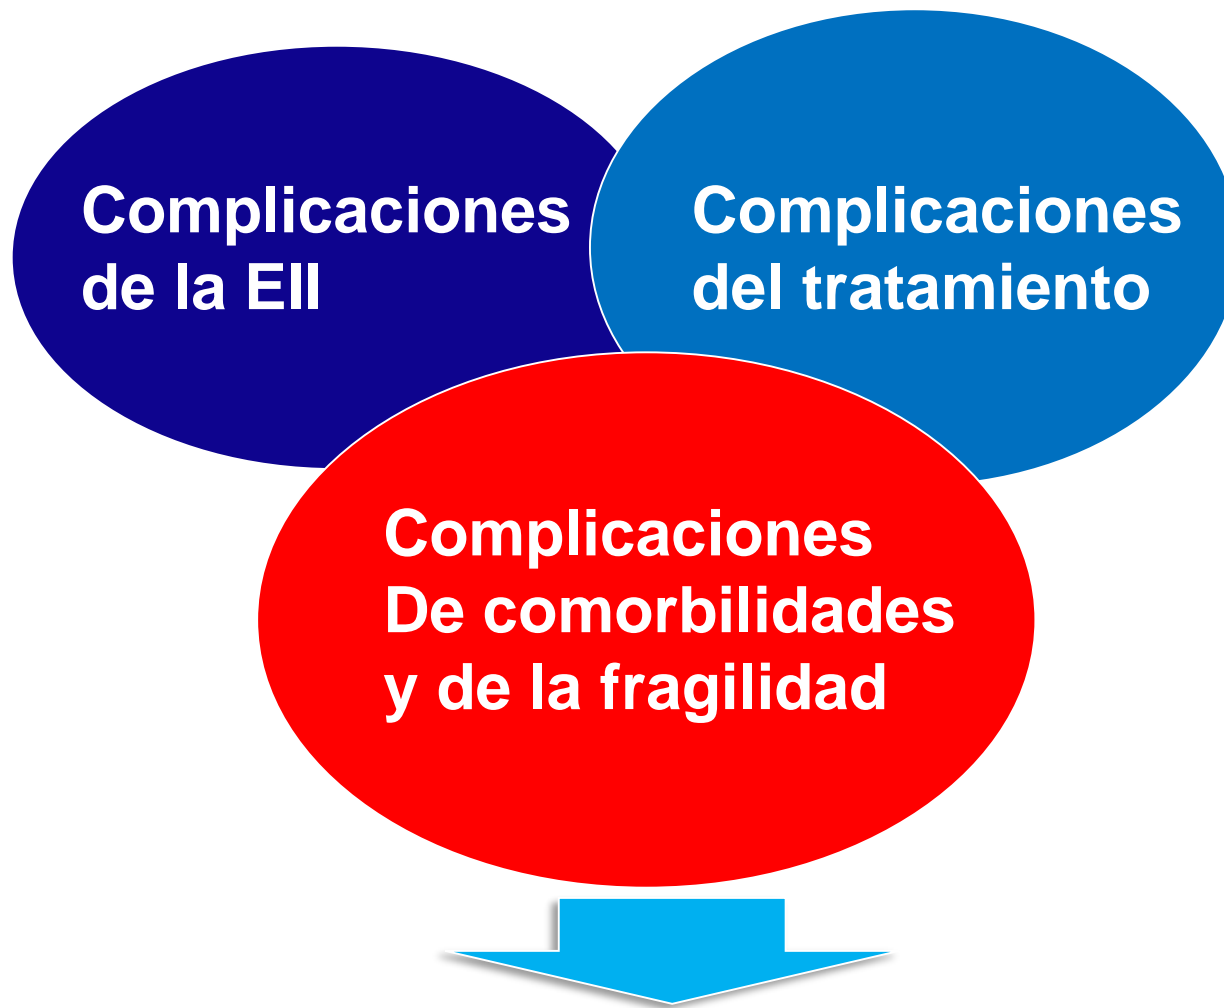 Complicaciones
de la EII
Complicaciones
del tratamiento
Complicaciones
De comorbilidades
y de la fragilidad